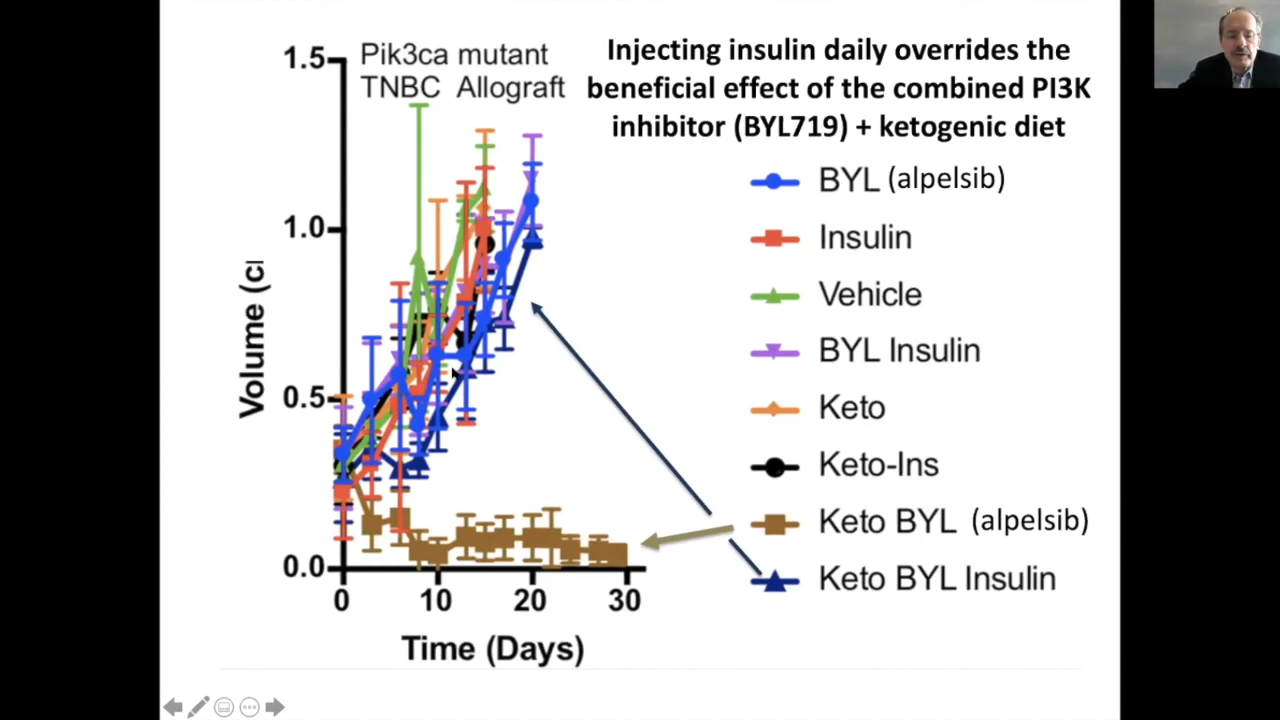 Pik3ca mutant
TNBC Allograft
Injecting insulin daily overrides the
beneficial effect of the combined PI3K
inhibitor (BYL719) + ketogenic diet
1.5
1.0
0.5
0.0
Volume (c
0
10
20
30
Time (Days)
BYL (alpelsib)
Insulin
Vehicle
BYL Insulin
Keto
Keto-Ins
Keto BYL (alpelsib)
Keto BYL Insulin